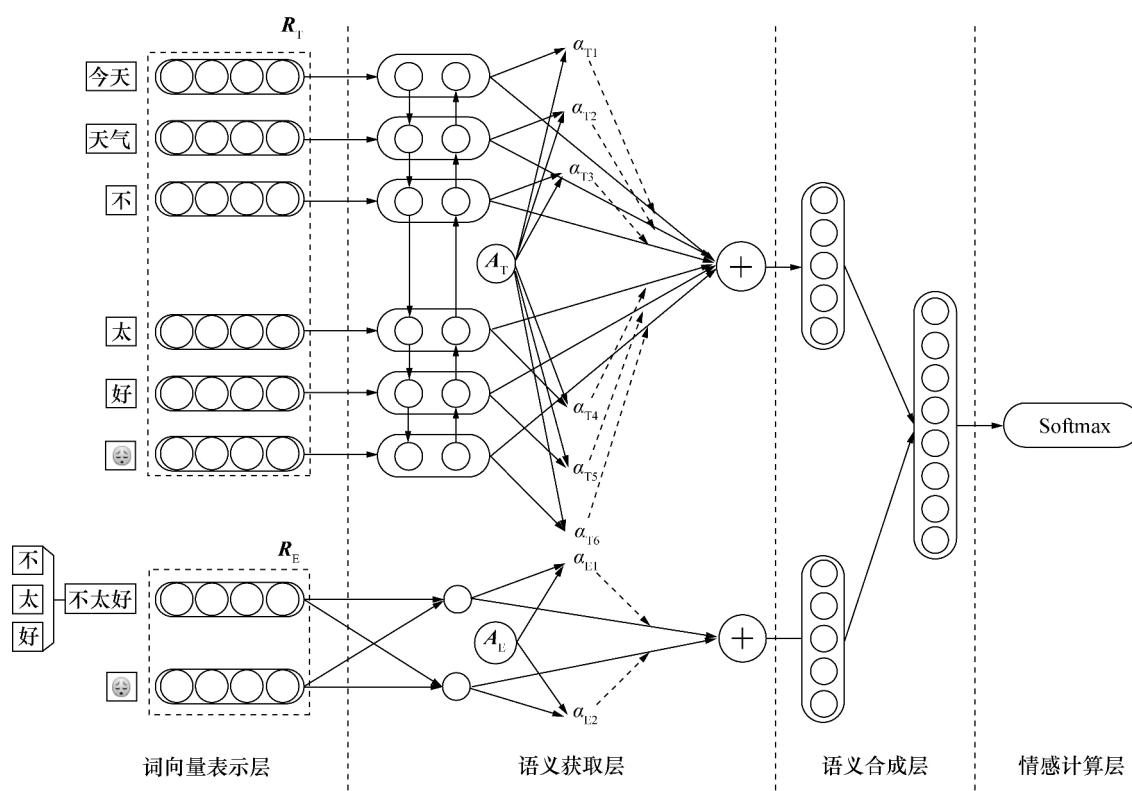 R_T
今天
天气
不
太
好
α_T1
α_T2
α_T3
A_T
α_T4
α_T5
α_T6
+
Softmax
R_E
不
太
好
不太好
α_E1
A_E
α_E2
+
词向量表示层
语义获取层
语义合成层
情感计算层